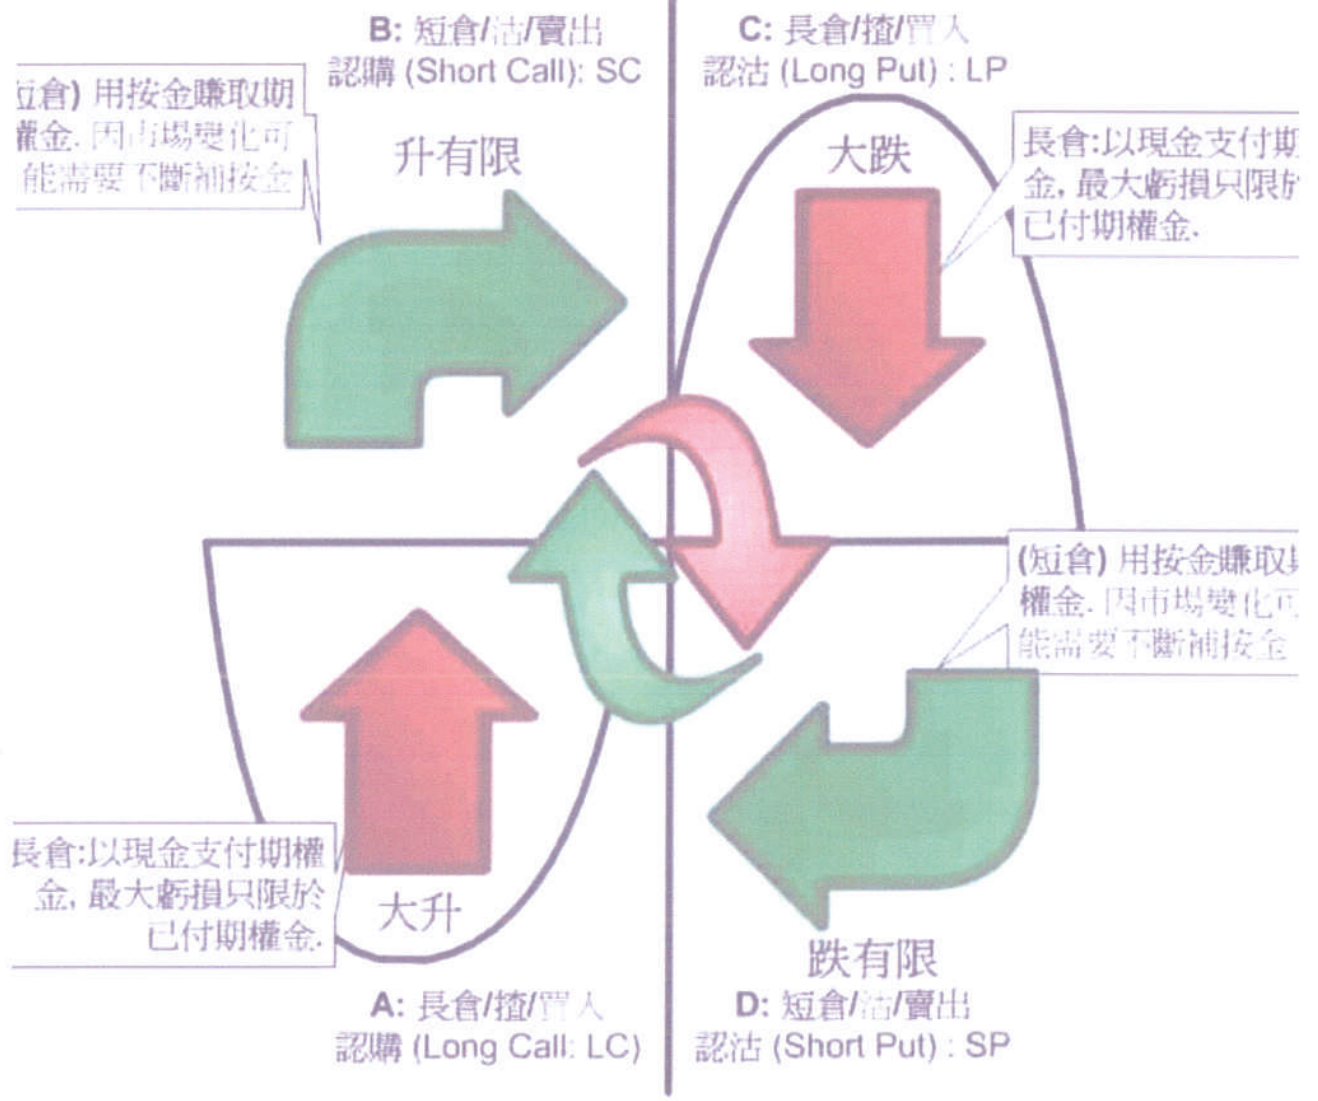 B: 短倉/沽/賣出
認購 (Short Call): SC
短倉) 用按金賺取期
權金. 因市場變化可
能需要不斷補按金
升有限
C: 長倉/揸/買入
認沽 (Long Put) : LP
大跌
長倉:以現金支付期
金, 最大虧損只限於
已付期權金.
長倉:以現金支付期權
金, 最大虧損只限於
已付期權金.
大升
A: 長倉/揸/買入
認購 (Long Call: LC)
(短倉) 用按金賺取期
權金. 因市場變化可
能需要不斷補按金
跌有限
D: 短倉/沽/賣出
認沽 (Short Put) : SP